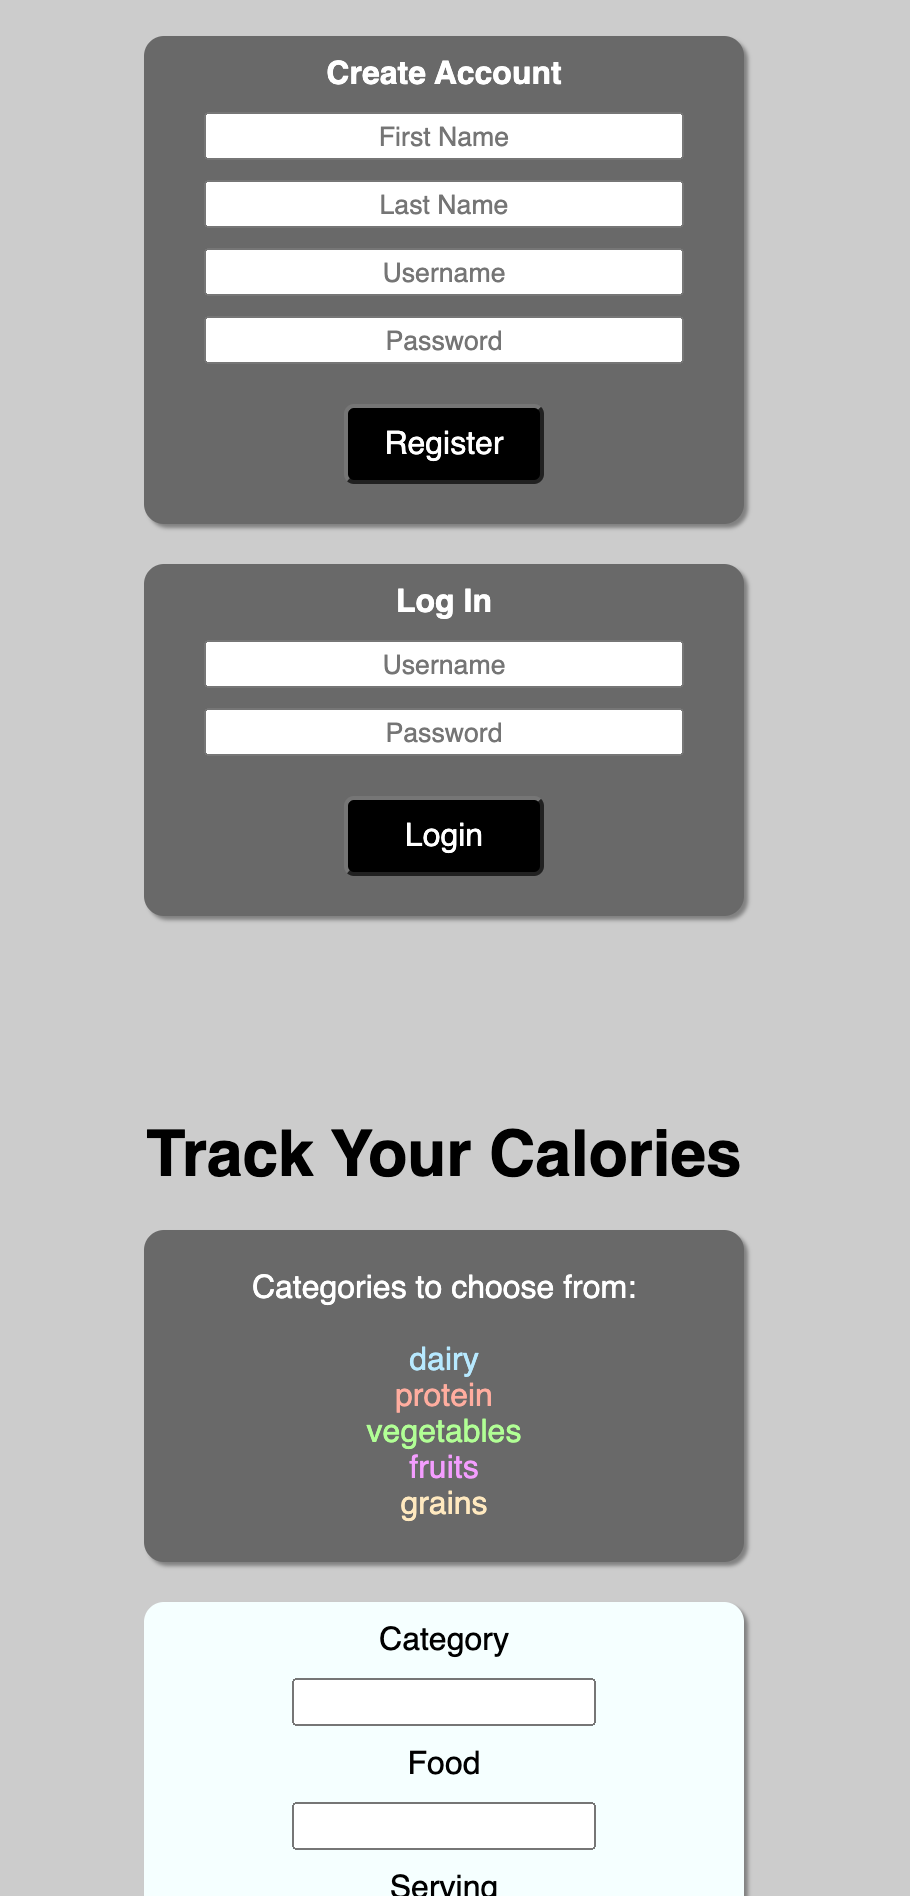 Create Account
First Name
Last Name
Username
Password
Register
Log In
Username
Password
Login
Track Your Calories
Categories to choose from:
dairy
protein
vegetables
fruits
grains
Category
Food
Serving